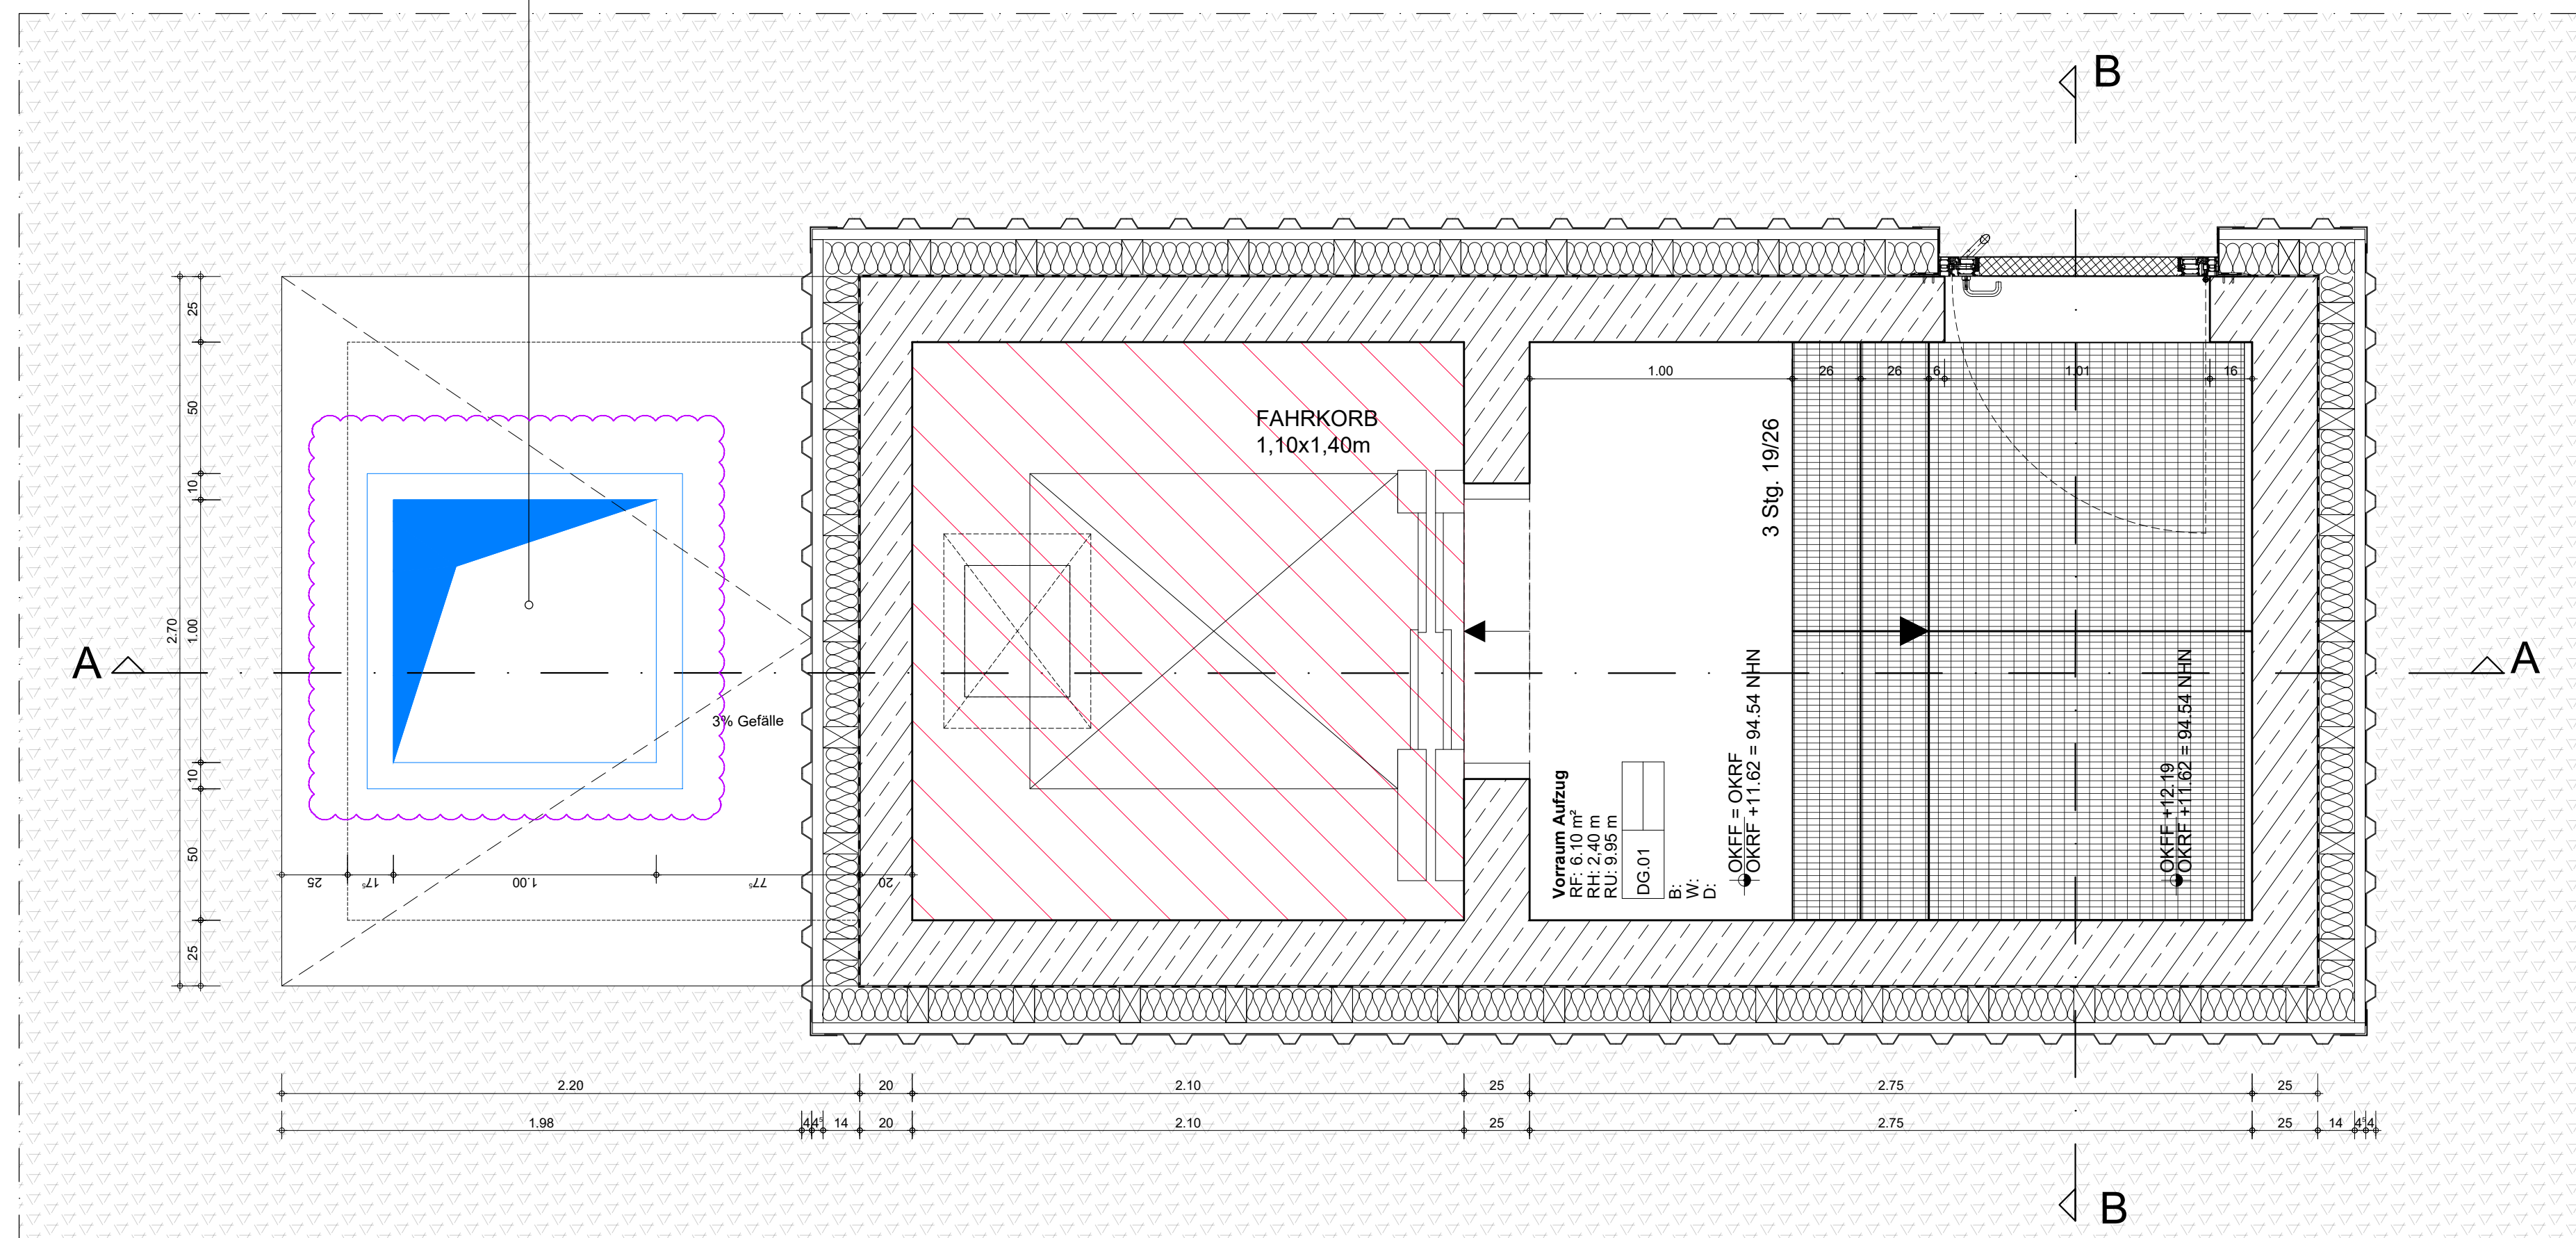 B
25
50
10
2.70
1.00
10
50
25
A
3% Gefälle
25
17⁵
1.00
77⁵
20
FAHRKORB
1,10x1,40m
1.00
26
26
6
1.01
16
3 Stg. 19/26
Vorraum Aufzug
RF: 6.10 m²
RH: 2,40 m
RU: 9.95 m
DG.01
B:
W:
D:
OKFF = OKRF
OKRF +11.62 = 94.54 NHN
OKFF +12.19
OKRF +11.62 = 94.54 NHN
A
2.20
20
2.10
25
2.75
25
1.98
4
4⁵
14
20
2.10
25
2.75
25
14
4⁵
4
B